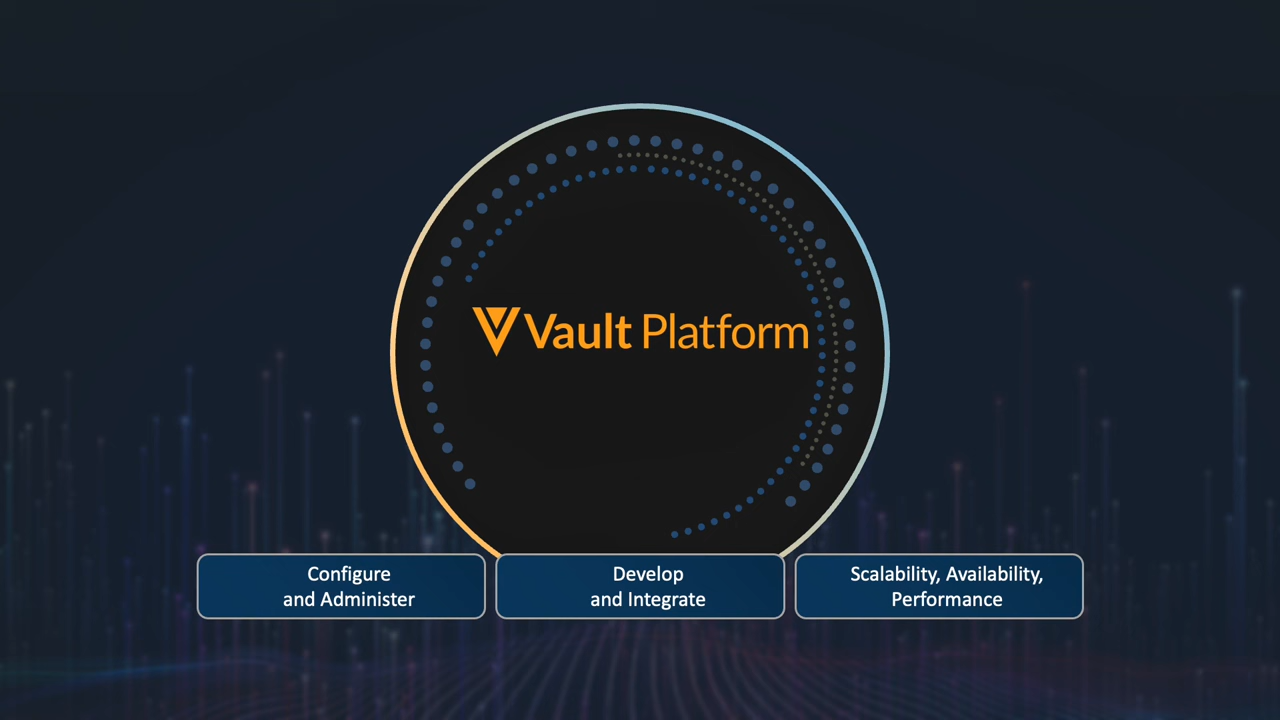 Vault Platform
Configure
and Administer
Develop
and Integrate
Scalability, Availability,
Performance